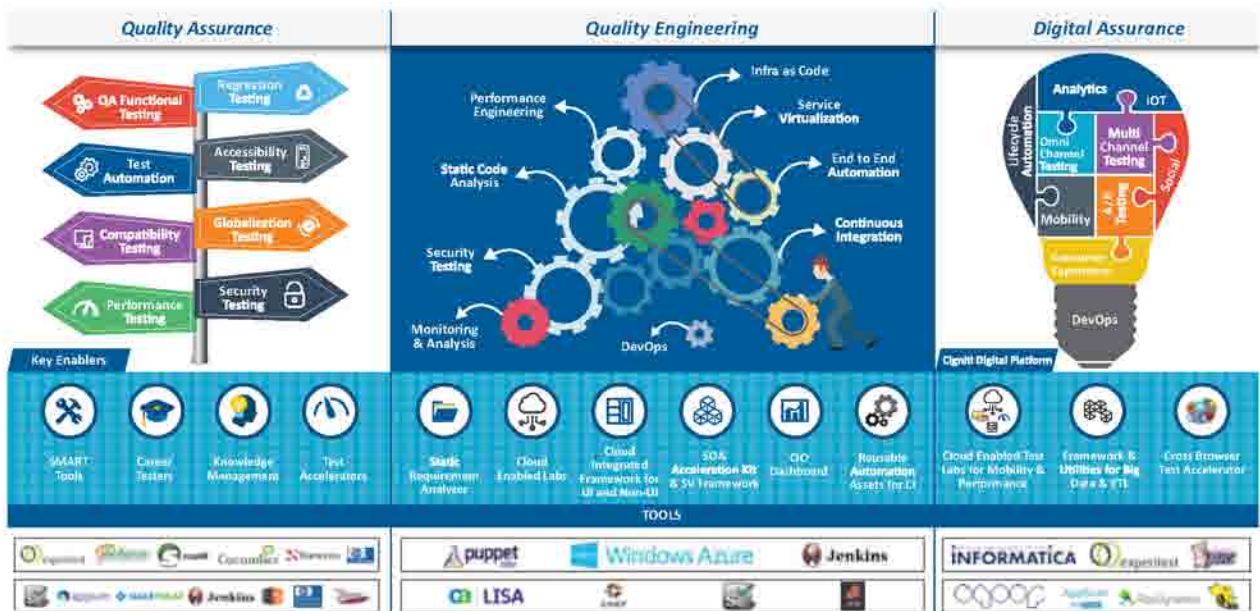 Quality Assurance
Quality Engineering
Digital Assurance
QA Functional
Testing
Regression
Testing
Test
Automation
Accessibility
Testing
Compatibility
Testing
Globalization
Testing
Performance
Testing
Security
Testing
Infra as Code
Performance
Engineering
Service
Virtualization
Static Code
Analysis
End to End
Automation
Security
Testing
Continuous
Integration
Monitoring
& Analysis
DevOps
Lifecycle
Automation
Analytics
IOT
Omni
Channel
Testing
Multi
Channel
Testing
Social
Mobility
Testing
DevOps
Key Enablers
Cigniti Digital Platform
SMART
Tools
Career
Testers
Knowledge
Management
Test
Accelerators
Static
Requirement
Analyzer
Cloud
Enabled Labs
Cloud
Integrated
Framework for
UI and Non-UI
SOA
Acceleration Kit
& SV Framework
CIO
Dashboard
Reusable
Automation
Assets for CI
Cloud Enabled Test
Labs for Mobility &
Performance
Framework &
Utilities for Big
Data & ETL
Cross Browser
Test Accelerator
TOOLS
Cucumber
puppet
Windows Azure
Jenkins
INFORMATICA
experitest
appium
Jenkins
ca LISA